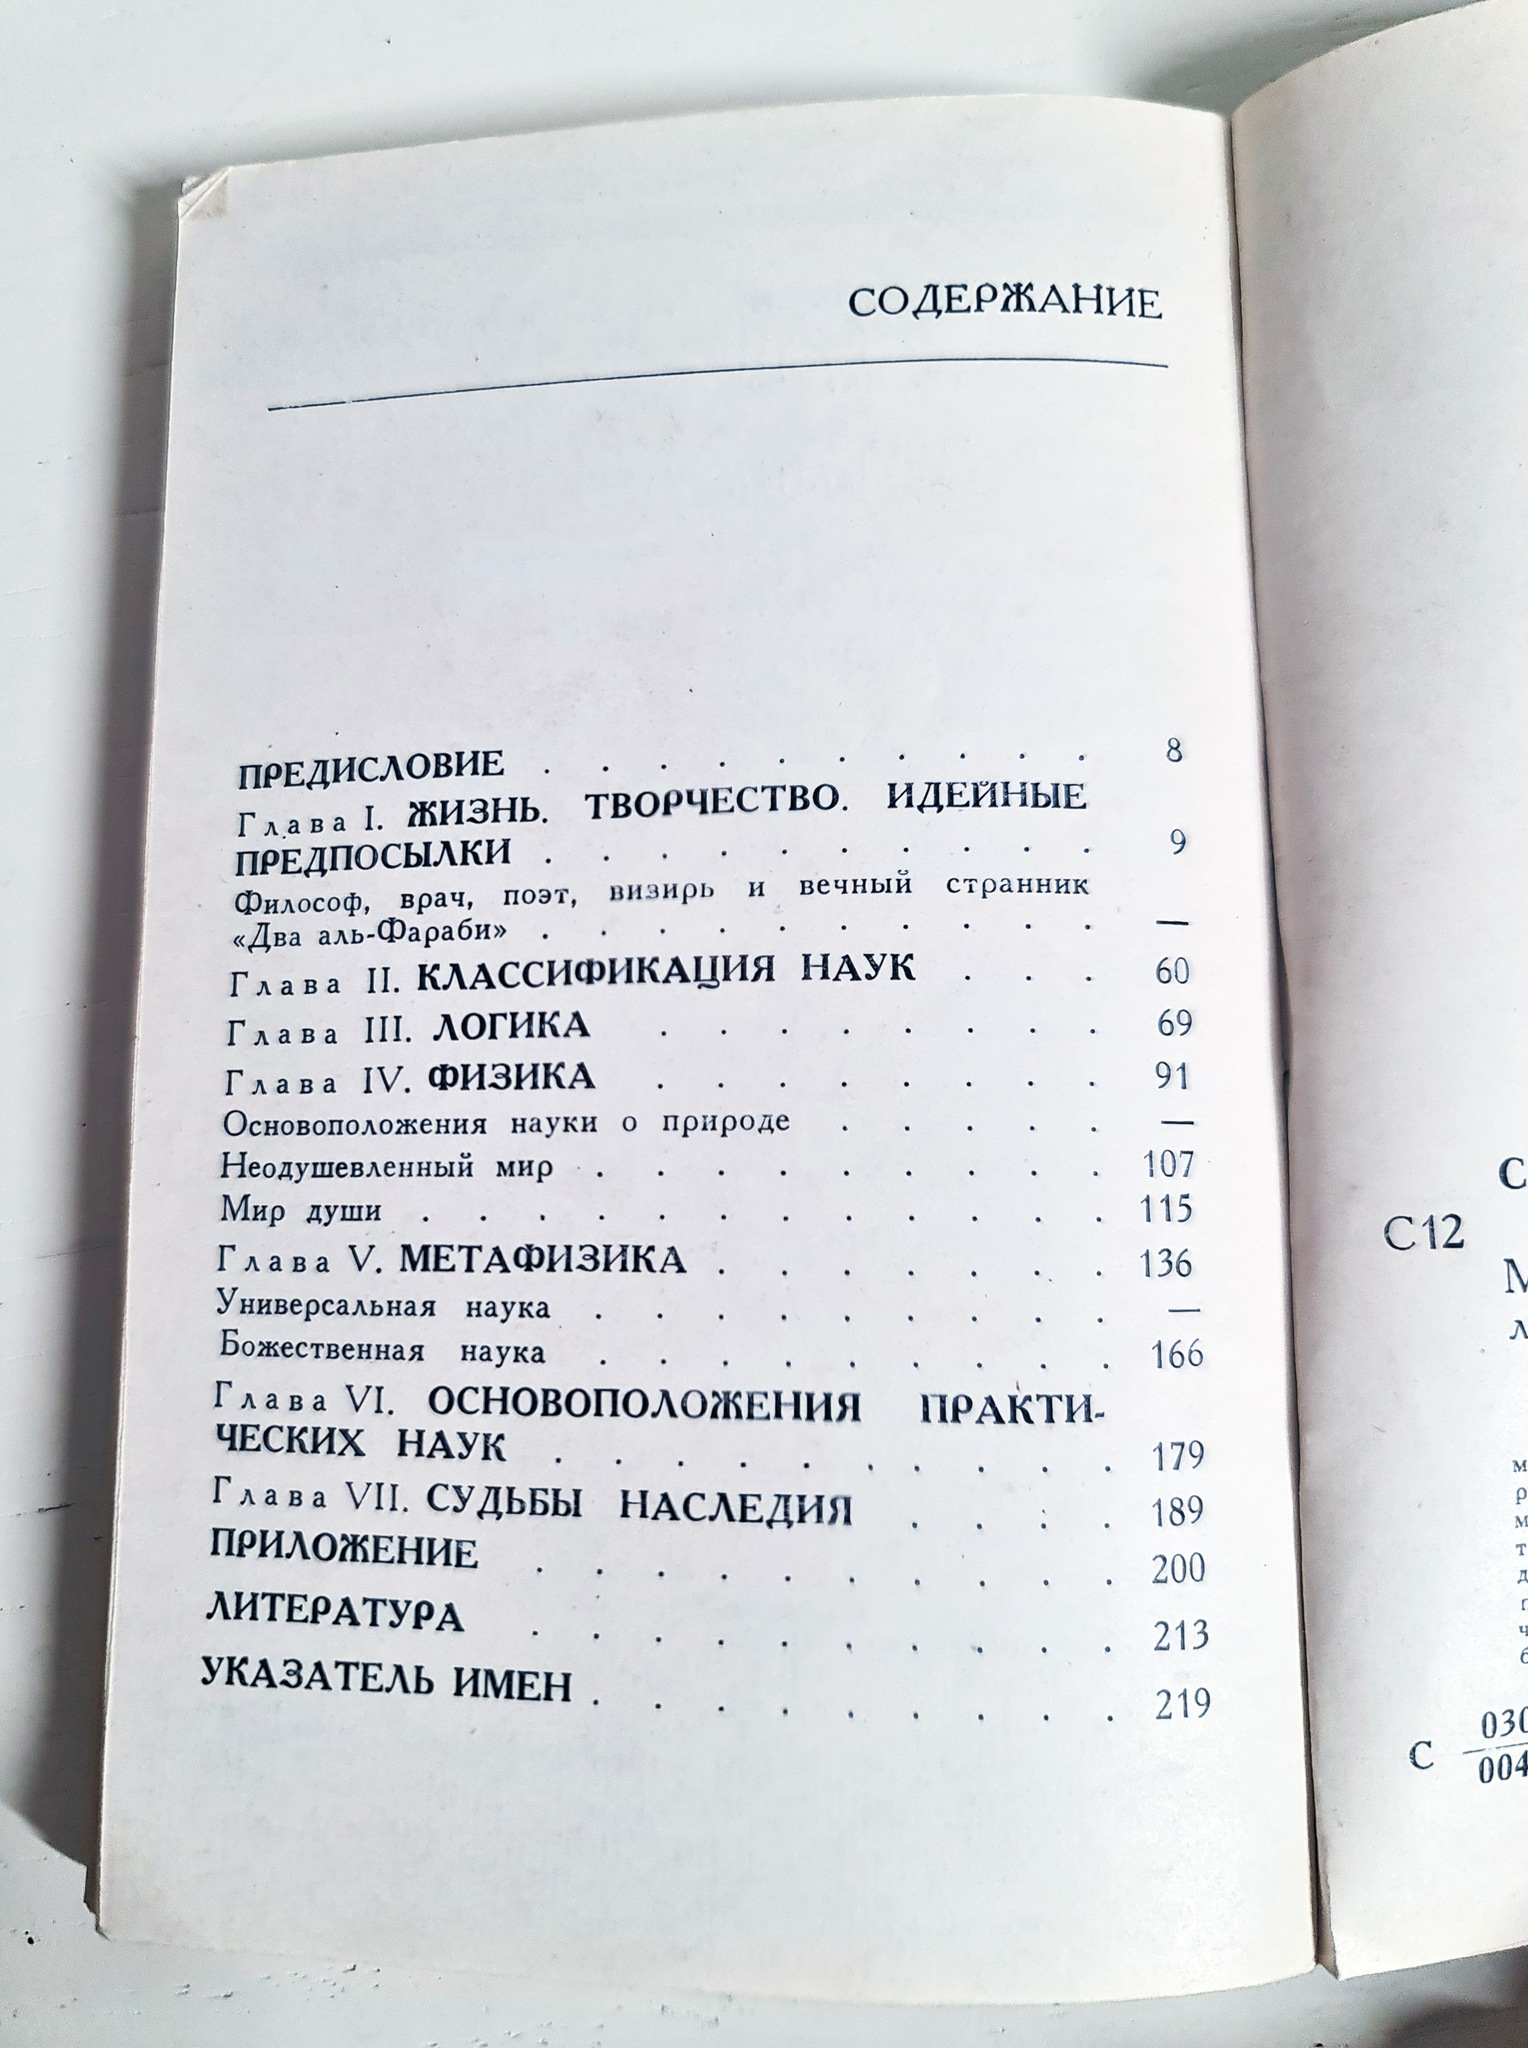 СОДЕРЖАНИЕ
ПРЕДИСЛОВИЕ . . . . . . . . . . 8
Глава I. ЖИЗНЬ. ТВОРЧЕСТВО. ИДЕЙНЫЕ
ПРЕДПОСЫЛКИ . . . . . . . . . . 9
Философ, врач, поэт, визирь и вечный странник
«Два аль-Фараби» . . . . . . . . . . —
Глава II. КЛАССИФИКАЦИЯ НАУК . . . 60
Глава III. ЛОГИКА . . . . . . . . 69
Глава IV. ФИЗИКА . . . . . . . . 91
Основоположения науки о природе . . . . . —
Неодушевленный мир . . . . . . . . . 107
Мир души . . . . . . . . . . . . 115
Глава V. МЕТАФИЗИКА . . . . . . . 136
Универсальная наука . . . . . . . . . —
Божественная наука . . . . . . . . . 166
Глава VI. ОСНОВОПОЛОЖЕНИЯ ПРАКТИ-
ЧЕСКИХ НАУК . . . . . . . . . . 179
Глава VII. СУДЬБЫ НАСЛЕДИЯ . . . . 189
ПРИЛОЖЕНИЕ . . . . . . . . . . 200
ЛИТЕРАТУРА . . . . . . . . . . 213
УКАЗАТЕЛЬ ИМЕН . . . . . . . . . 219
С12
С